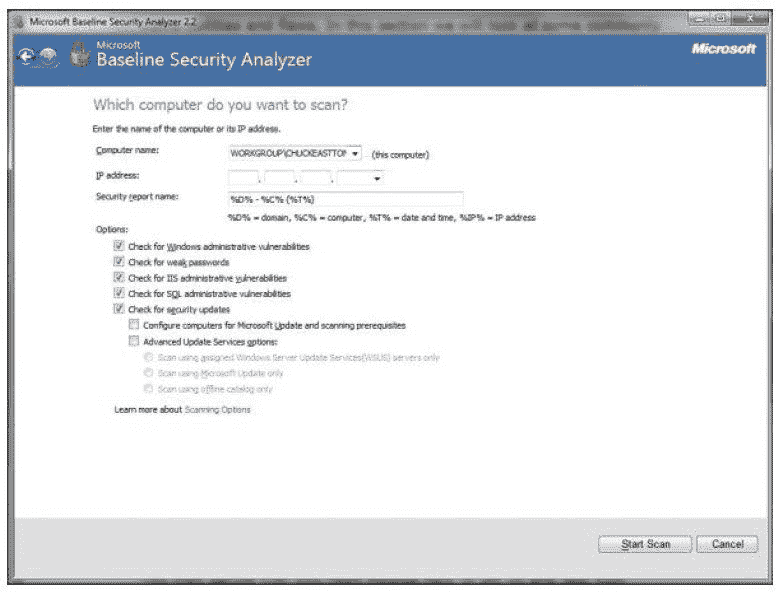 Microsoft Baseline Security Analyzer 2.2
Microsoft
Baseline Security Analyzer
Microsoft
Which computer do you want to scan?
Enter the name of the computer or its IP address.
Computer name:
WORKGROUP\CHUCKEASTTOM (this computer)
IP address:
. . .
Security report name:
%D% - %C% (%T%)
%D% = domain, %C% = computer, %T% = date and time, %IP% = IP address
Options:
Check for Windows administrative vulnerabilities
Check for weak passwords
Check for IIS administrative vulnerabilities
Check for SQL administrative vulnerabilities
Check for security updates
Configure computers for Microsoft Update and scanning prerequisites
Advanced Update Services options:
Scan using assigned Windows Server Update Services(WSUS) servers only
Scan using Microsoft Update only
Scan using offline catalog only
Learn more about Scanning Options
Start Scan Cancel